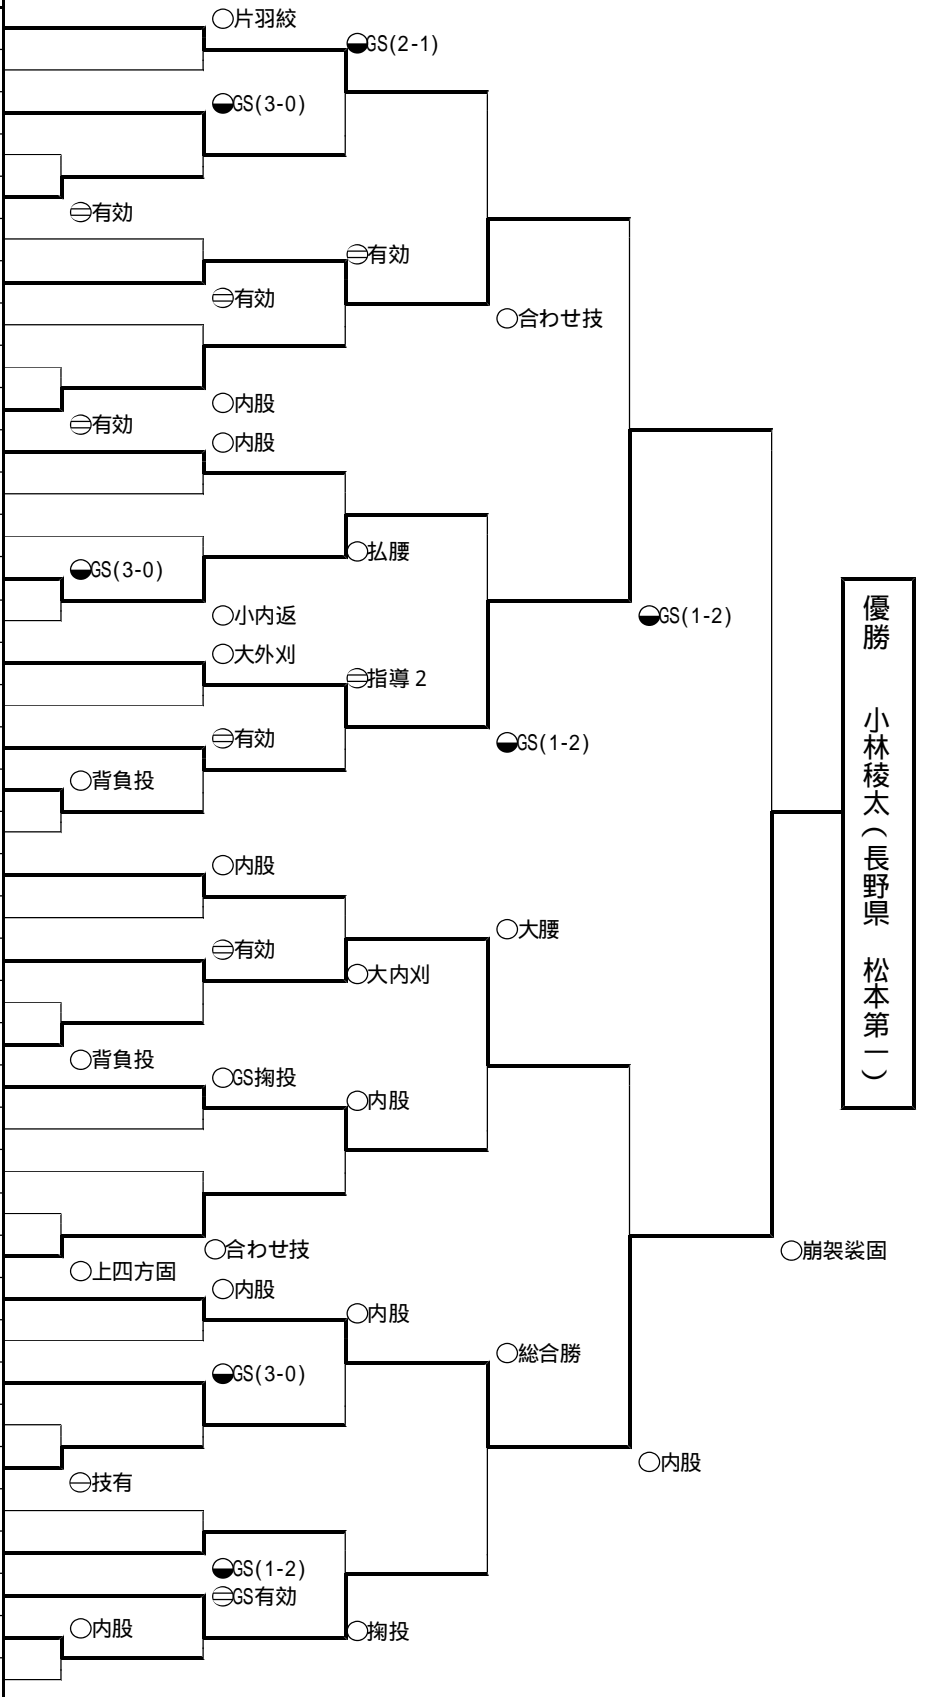 ○片羽絞
◒GS(2-1)
◒GS(3-0)
㊀有効
㊀有効
㊀有効
○合わせ技
○内股
㊀有効
○内股
○払腰
◒GS(3-0)
○小内返
◒GS(1-2)
○大外刈
㊀指導2
㊀有効
◒GS(1-2)
○背負投
優勝　小林稜太(長野県　松本第一)
○内股
○大腰
㊀有効
○大内刈
○背負投
○GS掬投
○内股
○合わせ技
○崩袈裟固
○上四方固
○内股
○内股
○総合勝
◒GS(3-0)
○内股
㊀技有
◒GS(1-2)
㊀GS有効
○内股
○掬投